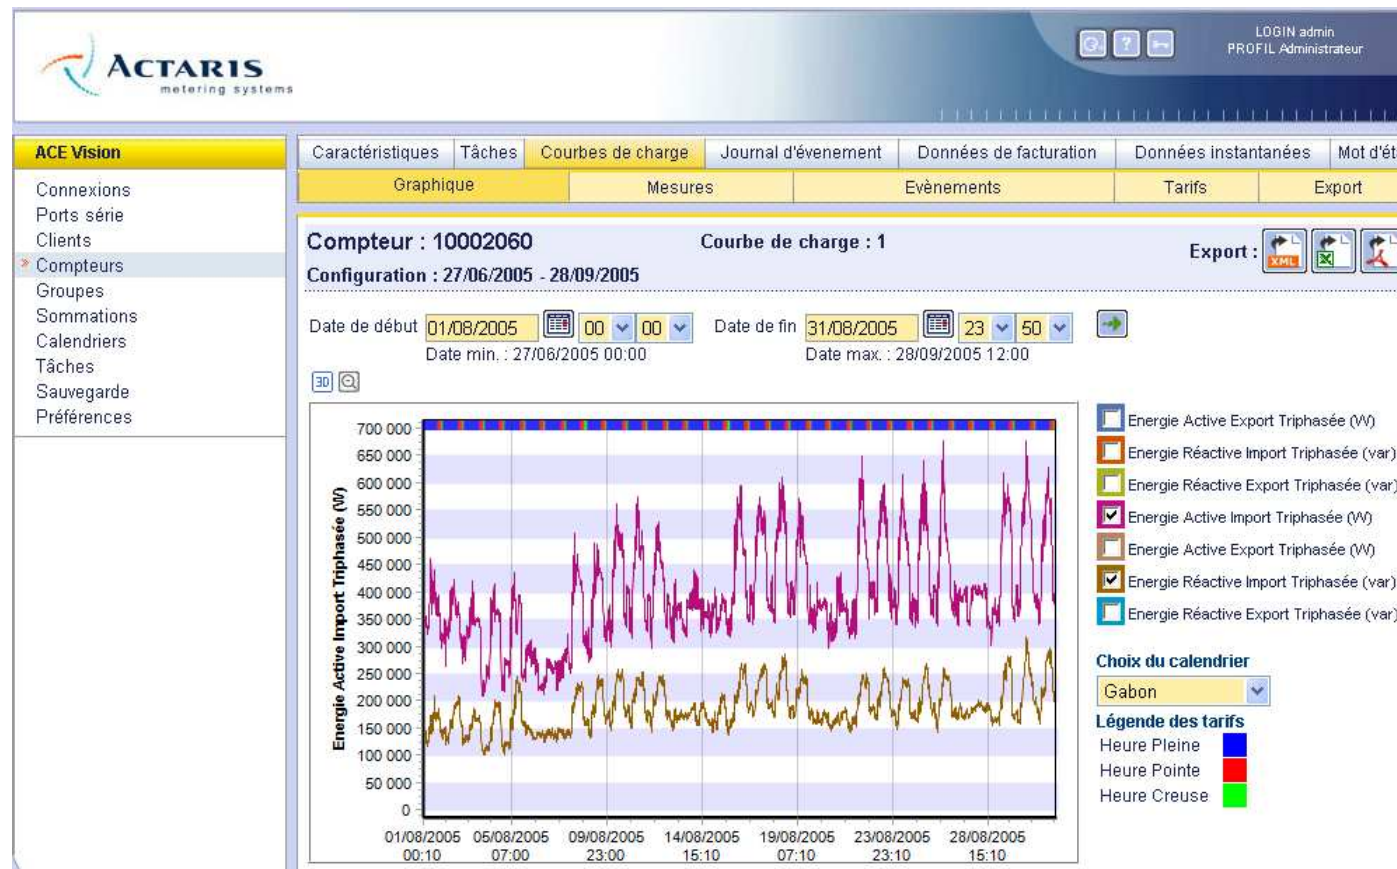 LOGIN admin
PROFIL Administrateur
ACTARIS
metering systems
ACE Vision
Connexions
Ports série
Clients
Compteurs
Groupes
Sommations
Calendriers
Tâches
Sauvegarde
Préférences
Caractéristiques Tâches Courbes de charge Journal d'évenement Données de facturation Données instantanées Mot d'ét
Graphique Mesures Evènements Tarifs Export
Compteur : 10002060 Courbe de charge : 1 Export : XML
Configuration : 27/06/2005 - 28/09/2005
Date de début 01/08/2005 00 00 Date de fin 31/08/2005 23 50
Date min. : 27/06/2005 00:00 Date max. : 28/09/2005 12:00
3D
Energie Active Import Triphasée (W)
700 000
650 000
600 000
550 000
500 000
450 000
400 000
350 000
300 000
250 000
200 000
150 000
100 000
50 000
0
01/08/2005 05/08/2005 09/08/2005 14/08/2005 19/08/2005 23/08/2005 28/08/2005
00:10 07:00 23:00 15:10 07:10 23:10 15:10
Energie Active Export Triphasée (W)
Energie Réactive Import Triphasée (var)
Energie Réactive Export Triphasée (var)
Energie Active Import Triphasée (W)
Energie Active Export Triphasée (W)
Energie Réactive Import Triphasée (var)
Energie Réactive Export Triphasée (var)
Choix du calendrier
Gabon
Légende des tarifs
Heure Pleine
Heure Pointe
Heure Creuse